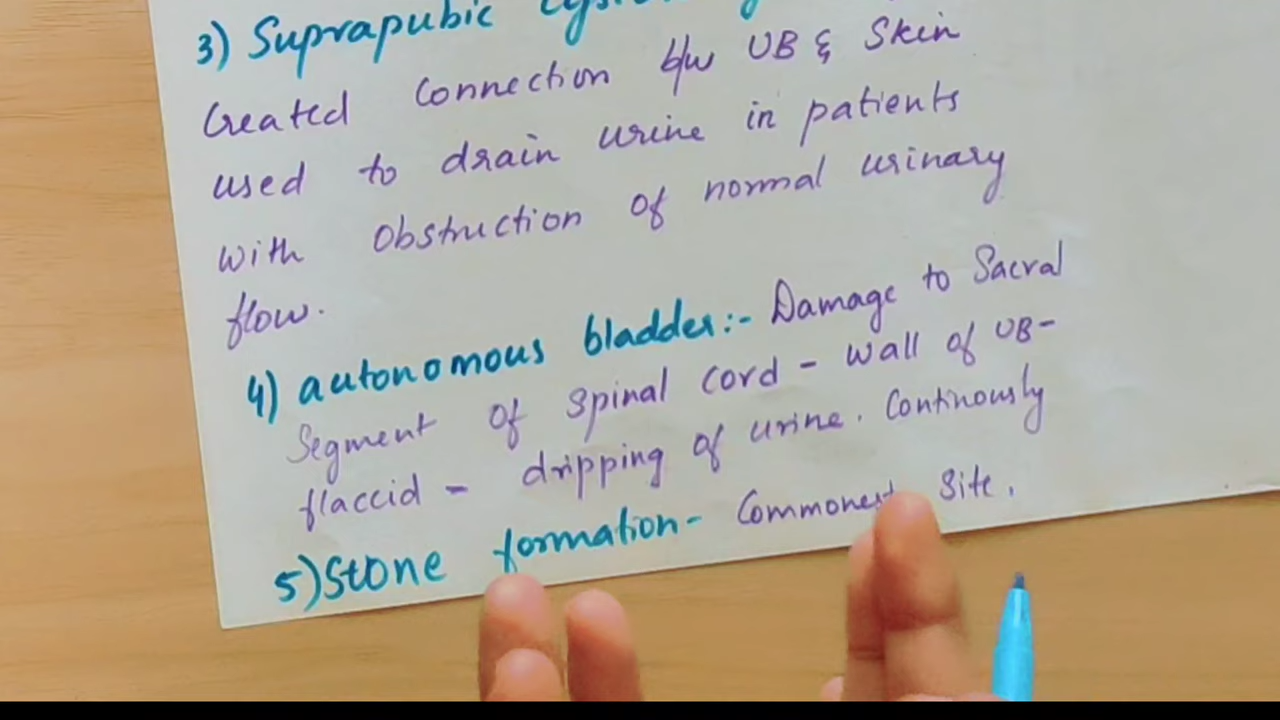 3) Suprapubic
Created Connection b/w UB & Skin
used to drain urine in patients
with obstruction of normal urinary
flow.
4) autonomous bladder:- Damage to Sacral
Segment of spinal cord - wall of UB-
flaccid - dripping of urine. Continously
5) Stone formation- Commonest Site.